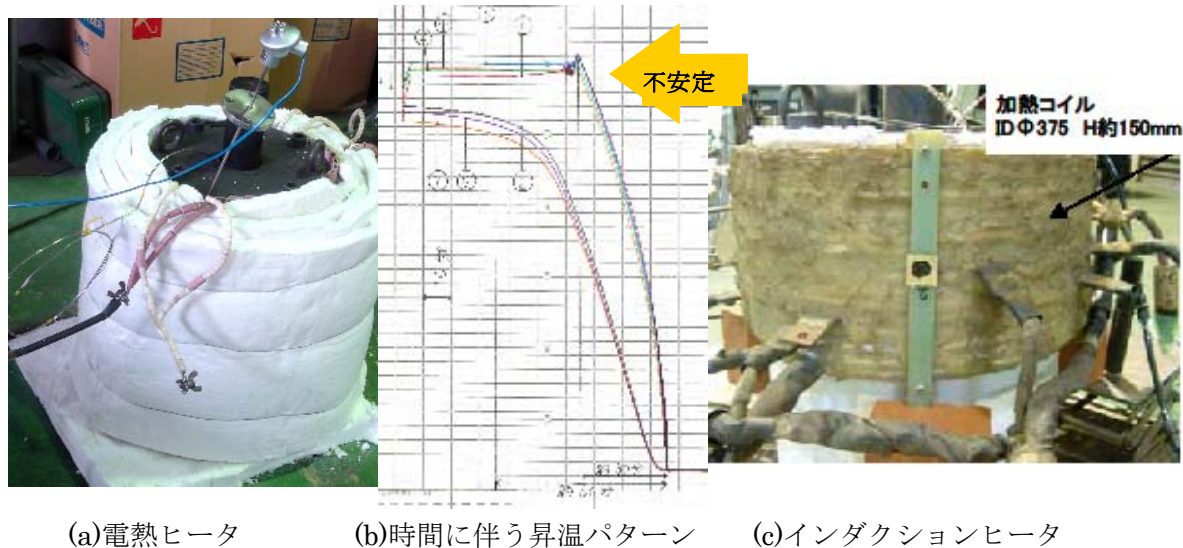 不安定
加熱コイル
IDΦ375 H約150mm
(a)電熱ヒータ
(b)時間に伴う昇温パターン
(c)インダクションヒータ